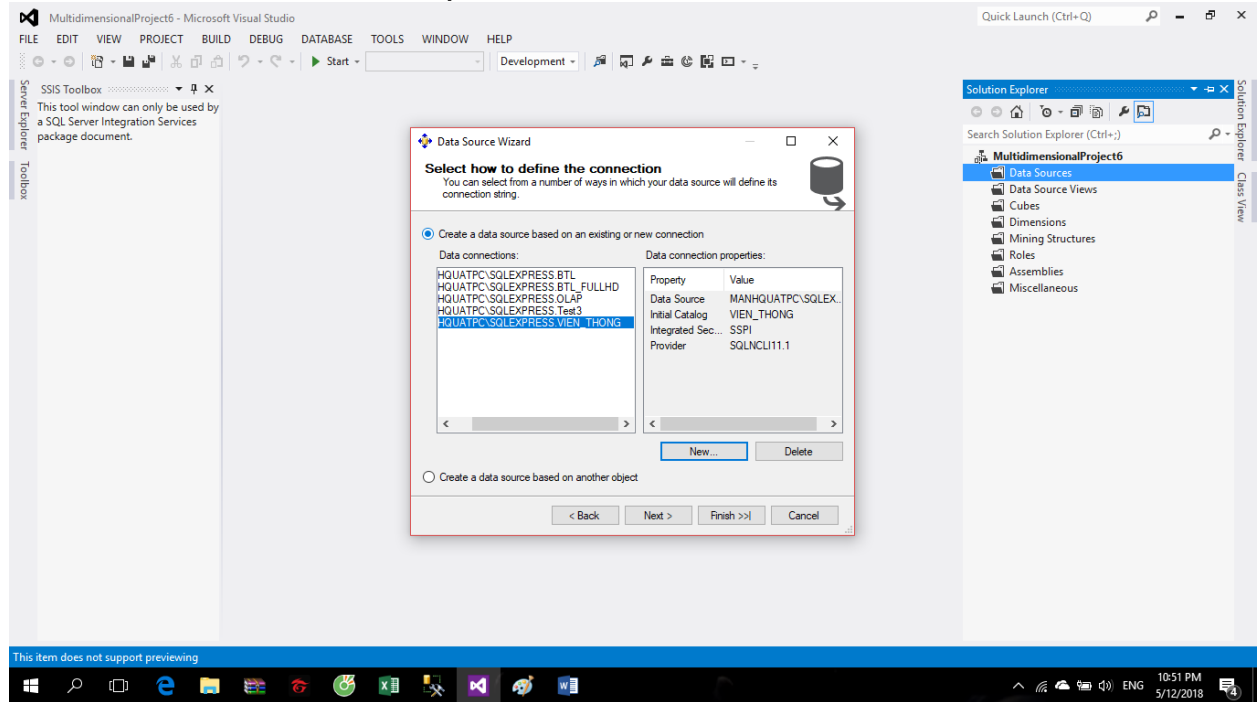 MultidimensionalProject6 - Microsoft Visual Studio
Quick Launch (Ctrl+Q)
FILE EDIT VIEW PROJECT BUILD DEBUG DATABASE TOOLS WINDOW HELP
Start
Development
Server Explorer
Toolbox
SSIS Toolbox
This tool window can only be used by
a SQL Server Integration Services
package document.
Data Source Wizard
Select how to define the connection
You can select from a number of ways in which your data source will define its
connection string.
Create a data source based on an existing or new connection
Data connections:
HQUATPC\SQLEXPRESS.BTL
HQUATPC\SQLEXPRESS.BTL_FULLHD
HQUATPC\SQLEXPRESS.OLAP
HQUATPC\SQLEXPRESS.Test3
HQUATPC\SQLEXPRESS.VIEN_THONG
Data connection properties:
Property Value
Data Source MANHQUATPC\SQLEX..
Initial Catalog VIEN_THONG
Integrated Sec... SSPI
Provider SQLNCLI11.1
New... Delete
Create a data source based on another object
< Back Next > Finish >>| Cancel
Solution Explorer
Search Solution Explorer (Ctrl+;)
MultidimensionalProject6
Data Sources
Data Source Views
Cubes
Dimensions
Mining Structures
Roles
Assemblies
Miscellaneous
Solution Explorer
Class View
This item does not support previewing
ENG
10:51 PM
5/12/2018
4